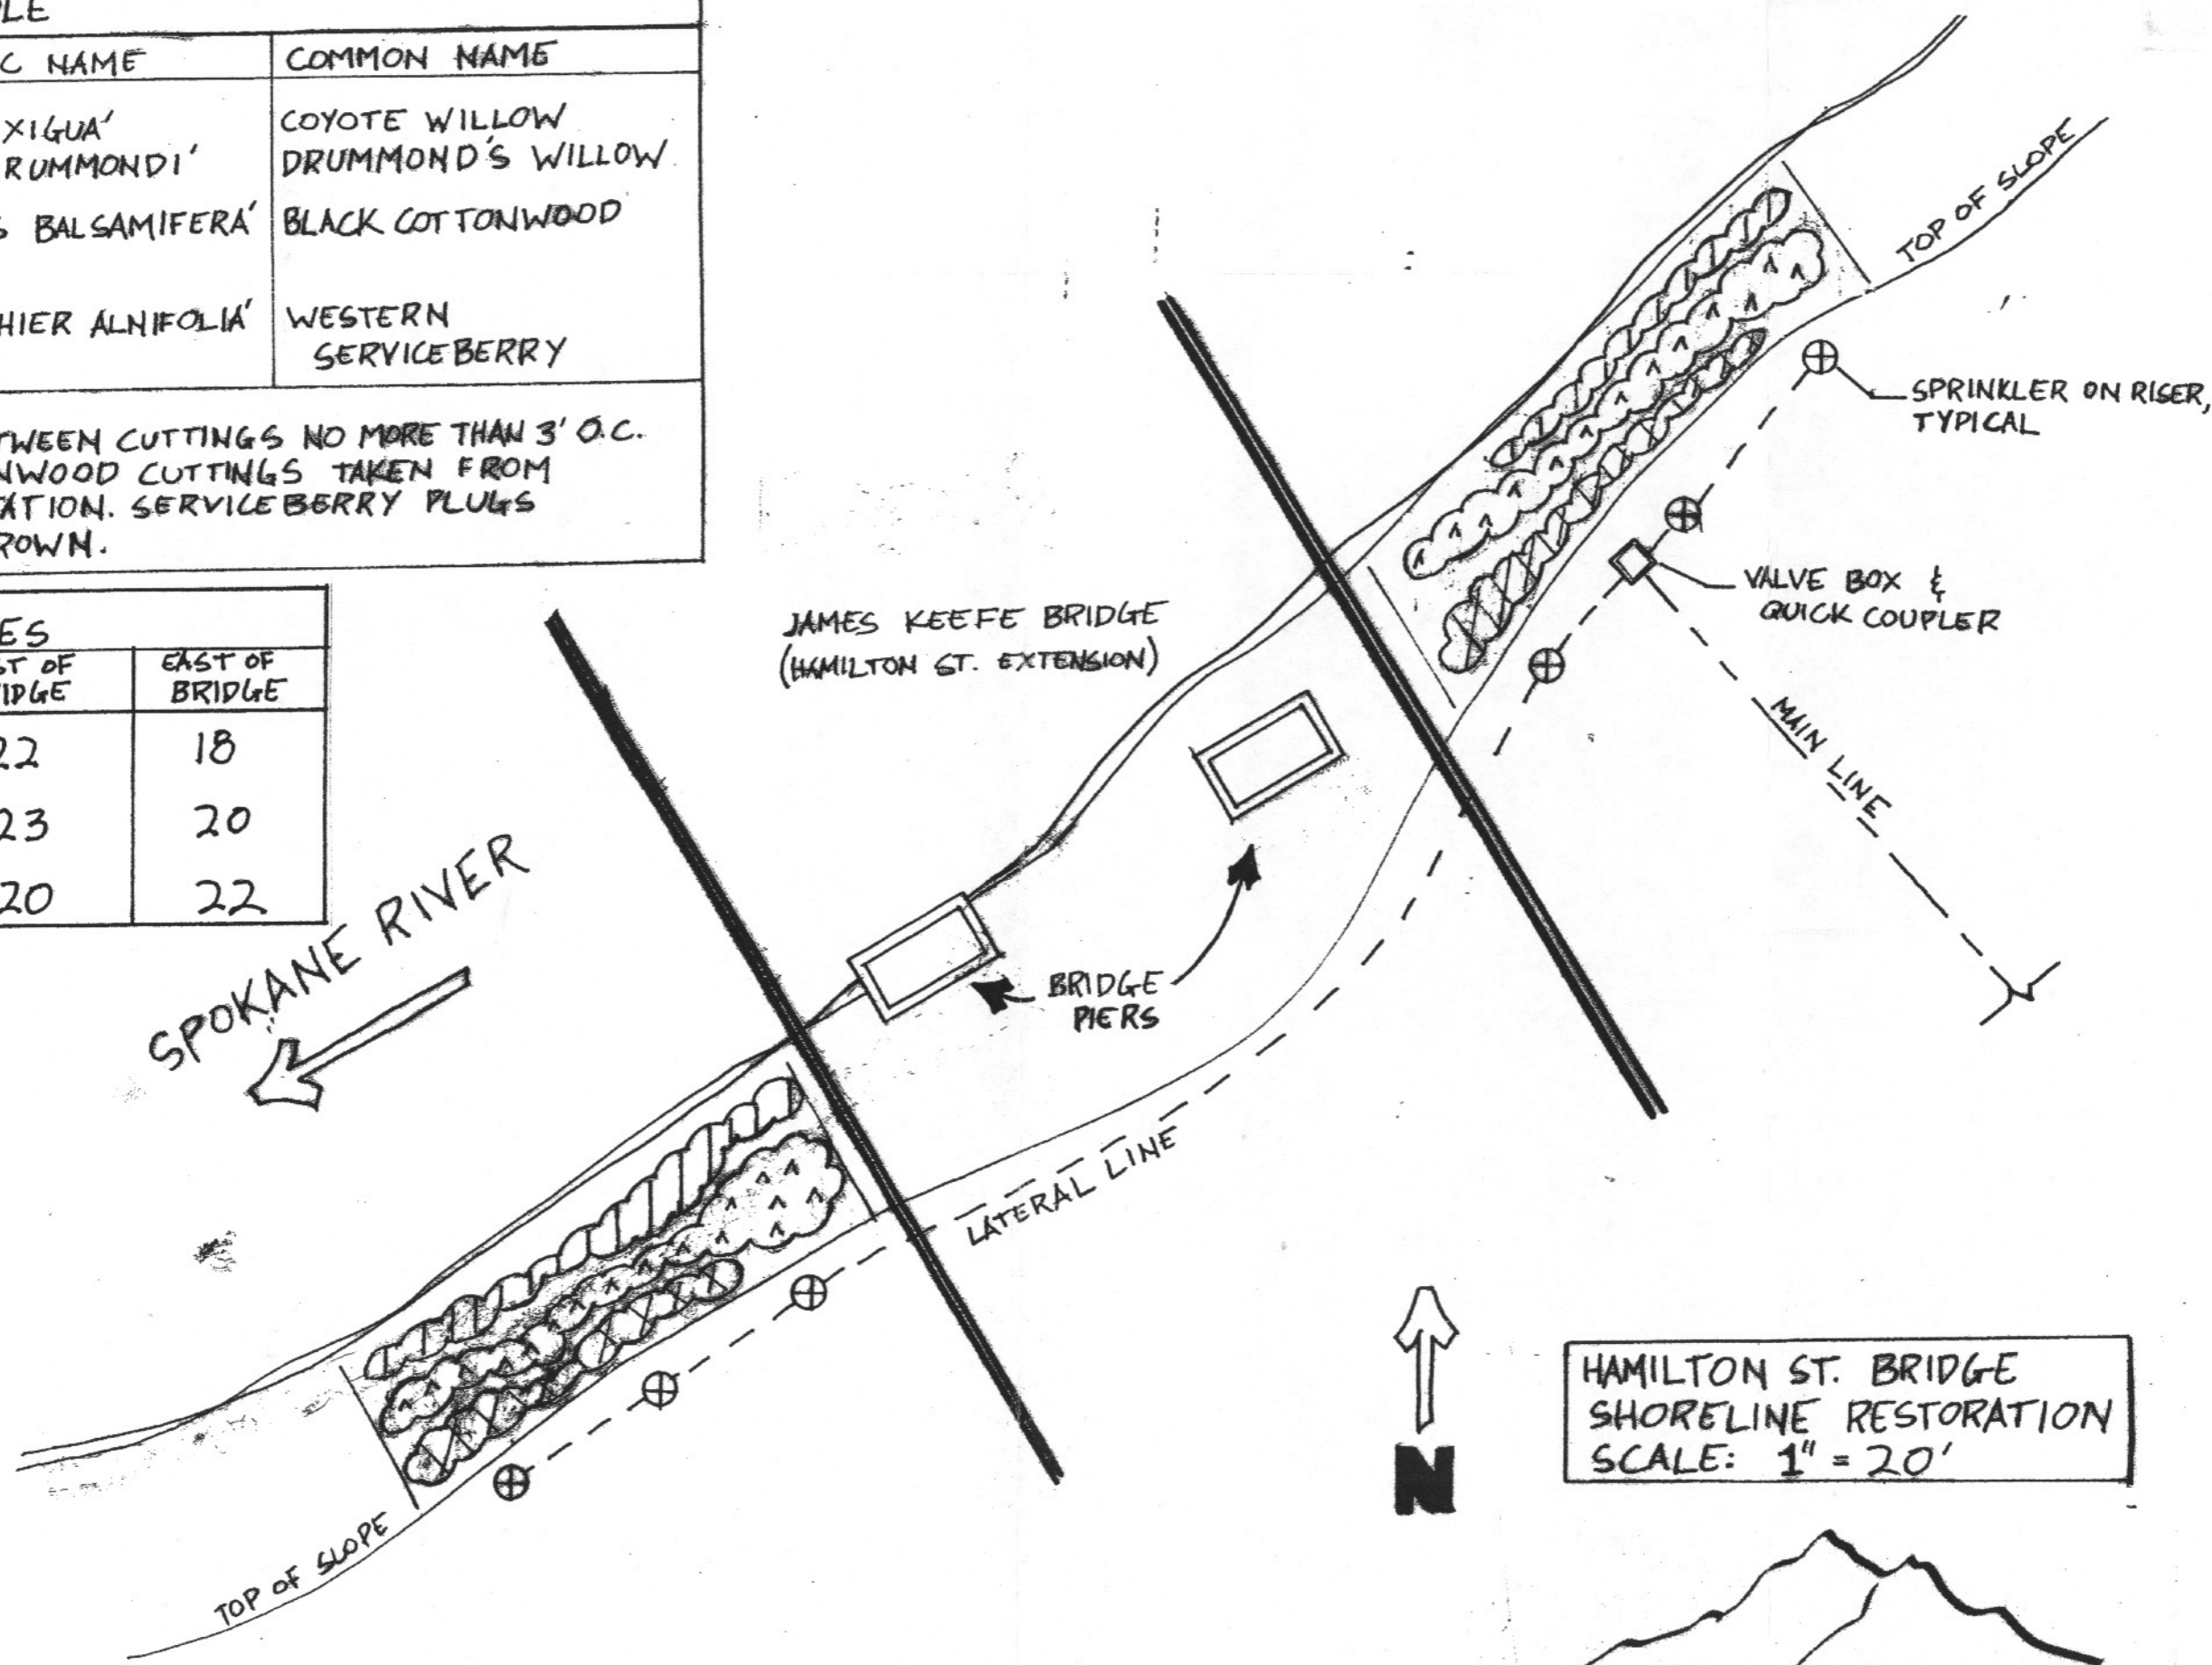 LE
C NAME
COMMON NAME
XIGUA'
COYOTE WILLOW
RUMMONDI'
DRUMMOND'S WILLOW
S BALSAMIFERA'
BLACK COTTONWOOD
HIER ALNIFOLIA'
WESTERN
SERVICEBERRY
TWEEN CUTTINGS NO MORE THAN 3' O.C.
NWOOD CUTTINGS TAKEN FROM
ATION. SERVICEBERRY PLUGS
ROWN.
ES
ST OF
IDGE
EAST OF
BRIDGE
22
18
23
20
20
22
SPOKANE RIVER
JAMES KEEFE BRIDGE
(HAMILTON ST. EXTENSION)
TOP OF SLOPE
SPRINKLER ON RISER,
TYPICAL
VALVE BOX &
QUICK COUPLER
MAIN LINE
BRIDGE
PIERS
LATERAL LINE
TOP OF SLOPE
N
HAMILTON ST. BRIDGE
SHORELINE RESTORATION
SCALE: 1" = 20'